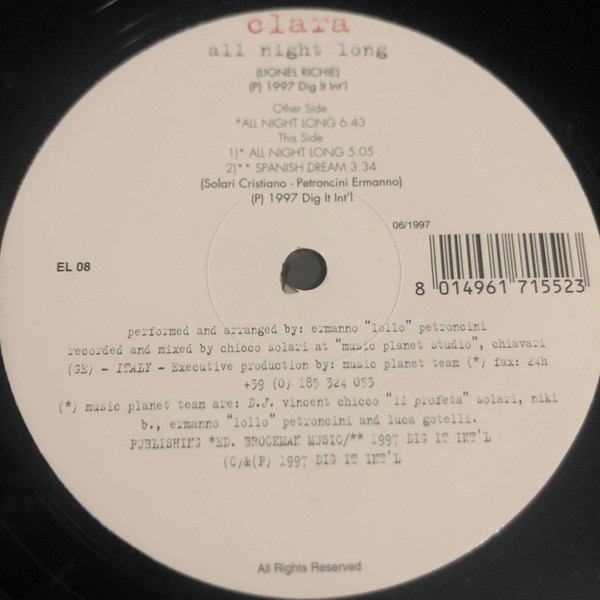 clara
all night long
(LIONEL RICHIE)
(P) 1997 Dig It Int'l
Other Side
*ALL NIGHT LONG 6.43
This Side
1)* ALL NIGHT LONG 5.05
2)** SPANISH DREAM 3.34
(Solari Cristiano - Petroncini Ermanno)
(P) 1997 Dig It Int'l
06/1997
EL 08
8 014961 715523
performed and arranged by: ermanno "lollo" petroncini
recorded and mixed by chicco solari at "music planet studio", chiavari
(GE) - ITALY - Executive production by: music planet team (*) fax: 24h
+39 (0) 185 324 053
(*) music planet team are: D.J. vincent chicco "il profeta" solari, niki
b., ermanno "lollo" petroncini and luca gotelli.
PUBLISHING *ED. BROCKMAN MUSIC/** 1997 DIG IT INT'L
(C)&(P) 1997 DIG IT INT'L
All Rights Reserved